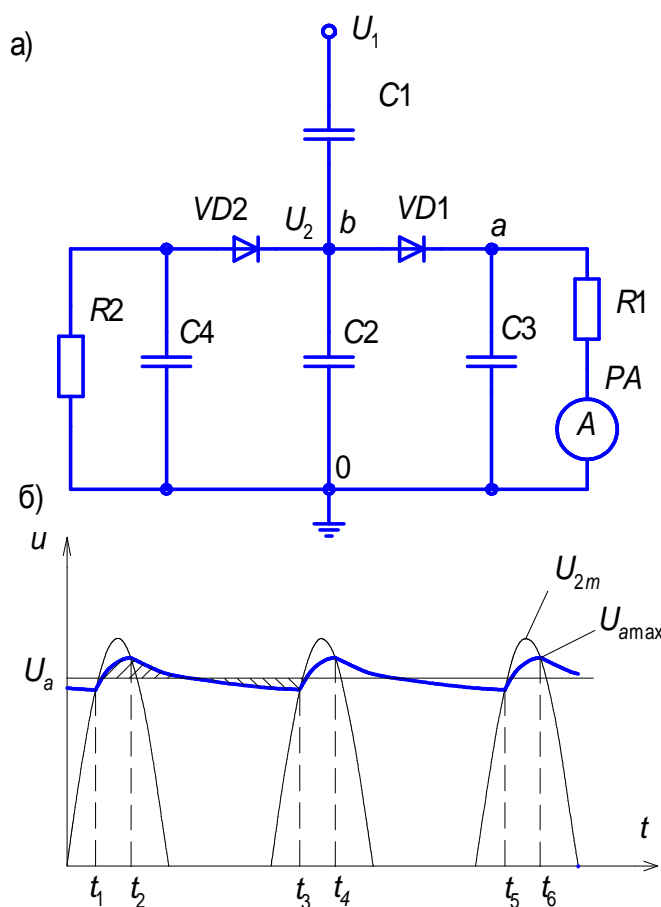 а)
U₁
C1
VD2
U₂
b
VD1
a
R2
C4
C2
C3
R1
PA
A
0
б)
u
U₂ₘ
Uₐmax
Uₐ
t
t₁ t₂ t₃ t₄ t₅ t₆